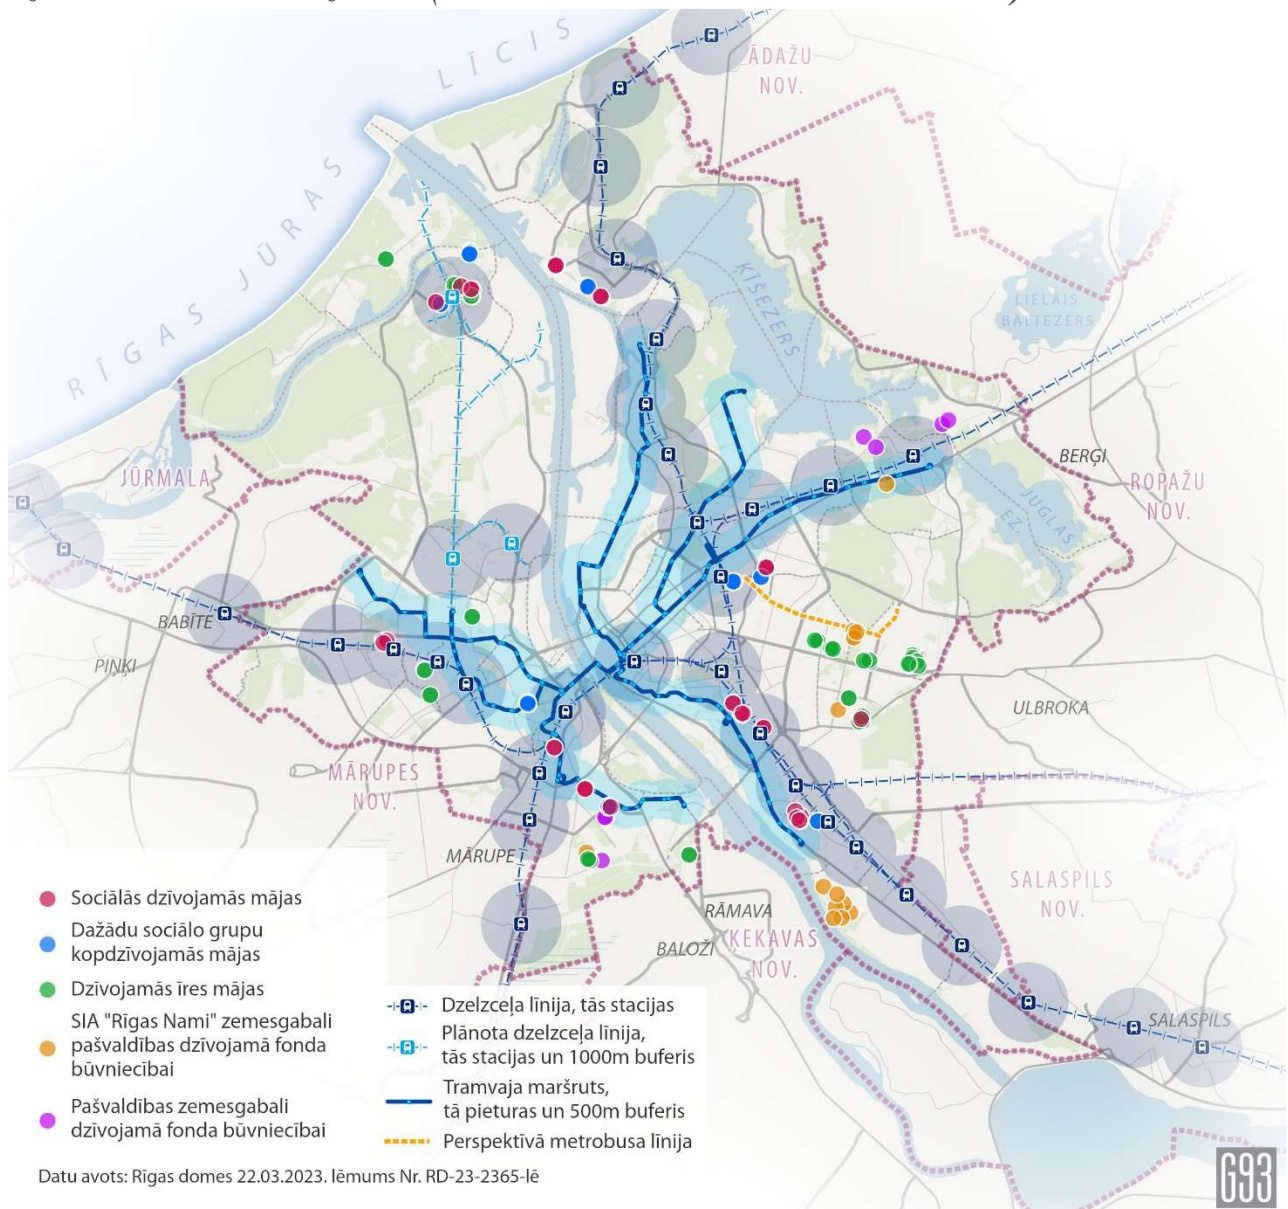 RĪGAS JŪRAS LĪCIS
ĀDAŽU
NOV.
ĶĪŠEZERS
LIELAIS
BALTEZERS
JŪRMALA
BERĢI
ROPAŽU
NOV.
JUGLAS
EZ.
BABĪTE
PIŅĶI
ULBROKA
MĀRUPES
NOV.
MĀRUPE
SALASPILS
NOV.
RĀMAVA
BALOŽI
ĶEKAVAS
NOV.
SALASPILS
Sociālās dzīvojamās mājas
Dažādu sociālo grupu
kopdzīvojamās mājas
Dzīvojamās īres mājas
SIA "Rīgas Nami" zemesgabali
pašvaldības dzīvojamā fonda
būvniecībai
Pašvaldības zemesgabali
dzīvojamā fonda būvniecībai
Dzelzceļa līnija, tās stacijas
Plānota dzelzceļa līnija,
tās stacijas un 1000m buferis
Tramvaja maršruts,
tā pieturas un 500m buferis
Perspektīvā metrobusa līnija
Datu avots: Rīgas domes 22.03.2023. lēmums Nr. RD-23-2365-lē
G93